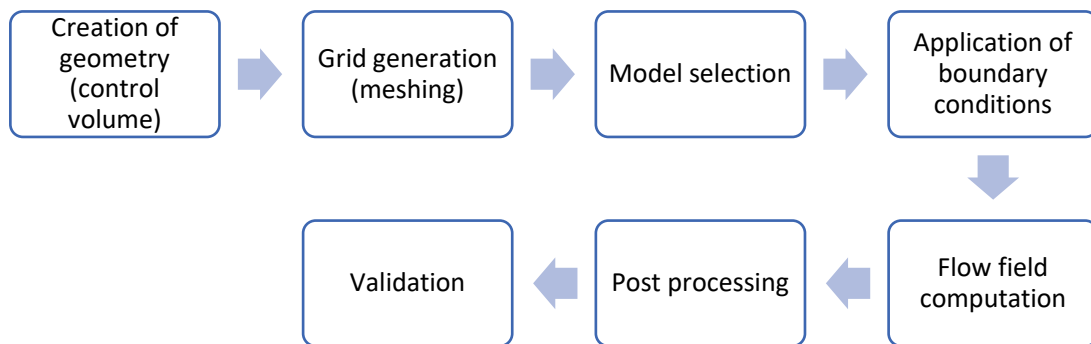 Creation of
geometry
(control
volume)
Grid generation
(meshing)
Model selection
Application of
boundary
conditions
Flow field
computation
Post processing
Validation